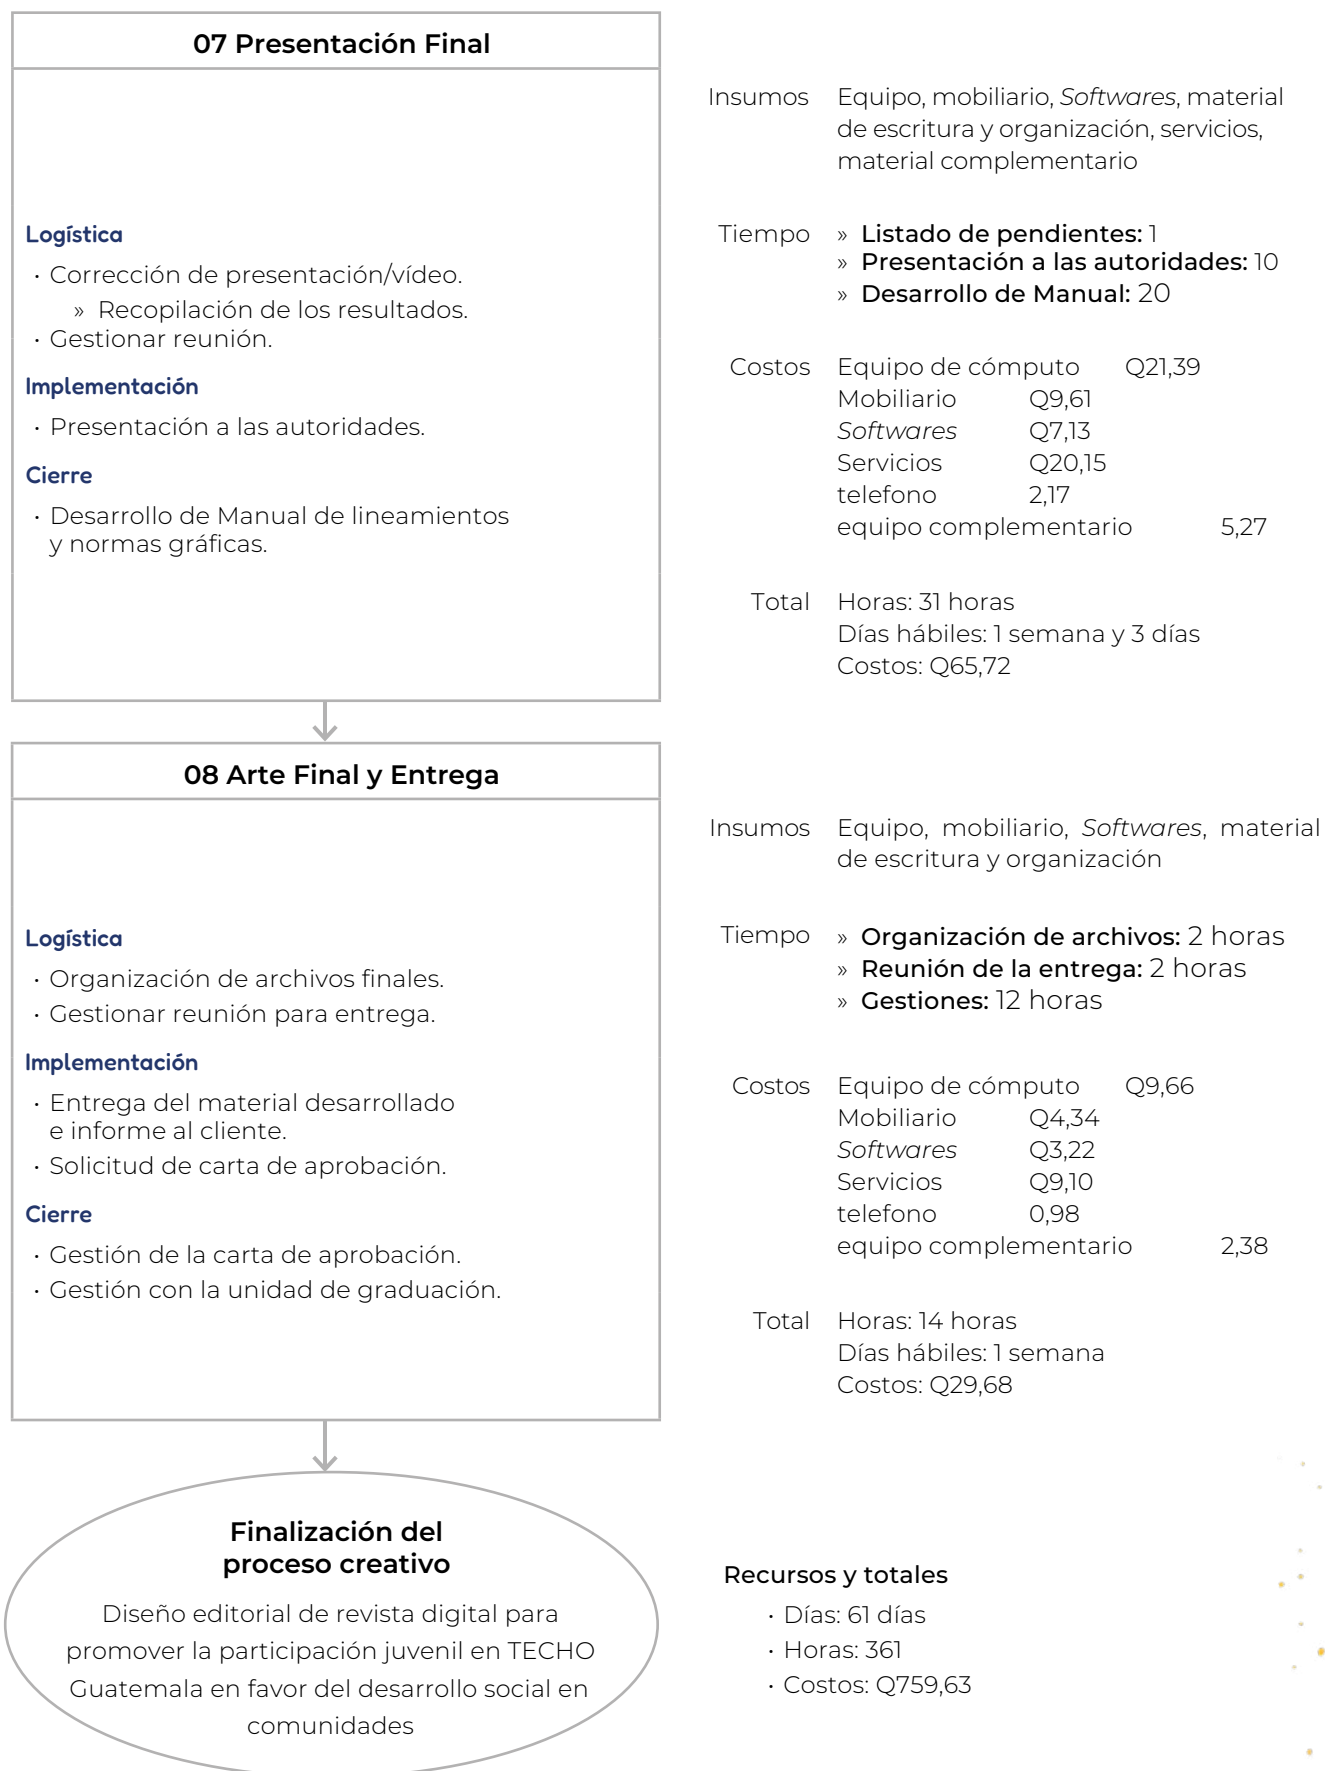 07 Presentación Final
Logística
· Corrección de presentación/vídeo.
» Recopilación de los resultados.
· Gestionar reunión.
Implementación
· Presentación a las autoridades.
Cierre
· Desarrollo de Manual de lineamientos
y normas gráficas.
Insumos Equipo, mobiliario, Softwares, material
de escritura y organización, servicios,
material complementario
Tiempo » Listado de pendientes: 1
» Presentación a las autoridades: 10
» Desarrollo de Manual: 20
Costos Equipo de cómputo Q21,39
Mobiliario Q9,61
Softwares Q7,13
Servicios Q20,15
telefono 2,17
equipo complementario 5,27
Total Horas: 31 horas
Días hábiles: 1 semana y 3 días
Costos: Q65,72
08 Arte Final y Entrega
Logística
· Organización de archivos finales.
· Gestionar reunión para entrega.
Implementación
· Entrega del material desarrollado
e informe al cliente.
· Solicitud de carta de aprobación.
Cierre
· Gestión de la carta de aprobación.
· Gestión con la unidad de graduación.
Insumos Equipo, mobiliario, Softwares, material
de escritura y organización
Tiempo » Organización de archivos: 2 horas
» Reunión de la entrega: 2 horas
» Gestiones: 12 horas
Costos Equipo de cómputo Q9,66
Mobiliario Q4,34
Softwares Q3,22
Servicios Q9,10
telefono 0,98
equipo complementario 2,38
Total Horas: 14 horas
Días hábiles: 1 semana
Costos: Q29,68
Finalización del
proceso creativo
Diseño editorial de revista digital para
promover la participación juvenil en TECHO
Guatemala en favor del desarrollo social en
comunidades
Recursos y totales
· Días: 61 días
· Horas: 361
· Costos: Q759,63